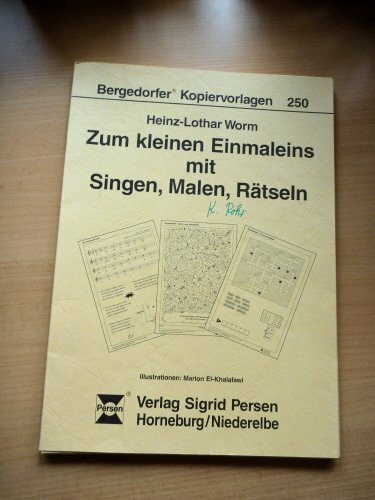 Bergedorfer® Kopiervorlagen 250
Heinz-Lothar Worm
Zum kleinen Einmaleins
mit
Singen, Malen, Rätseln
K. Rohr
Illustrationen: Marion El-Khalafawi
Persen ®
Verlag Sigrid Persen
Horneburg/Niederelbe